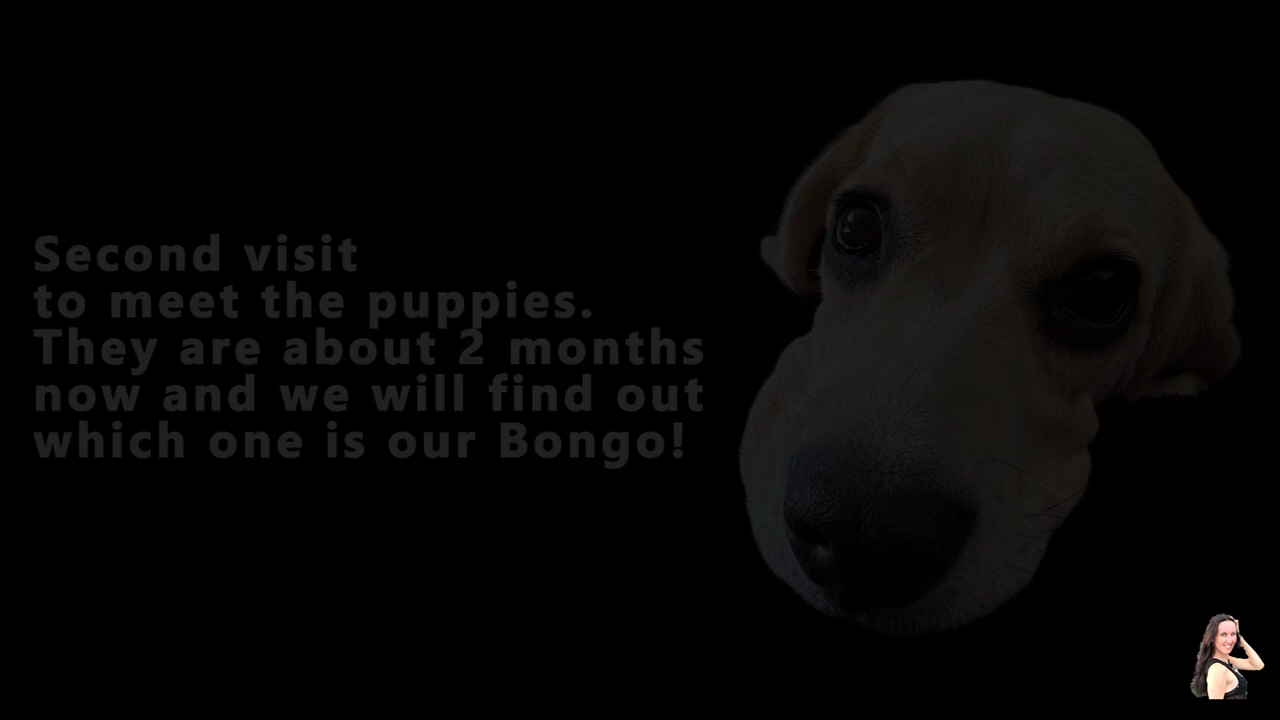 Second visit
to meet the puppies.
They are about 2 months
now and we will find out
which one is our Bongo!